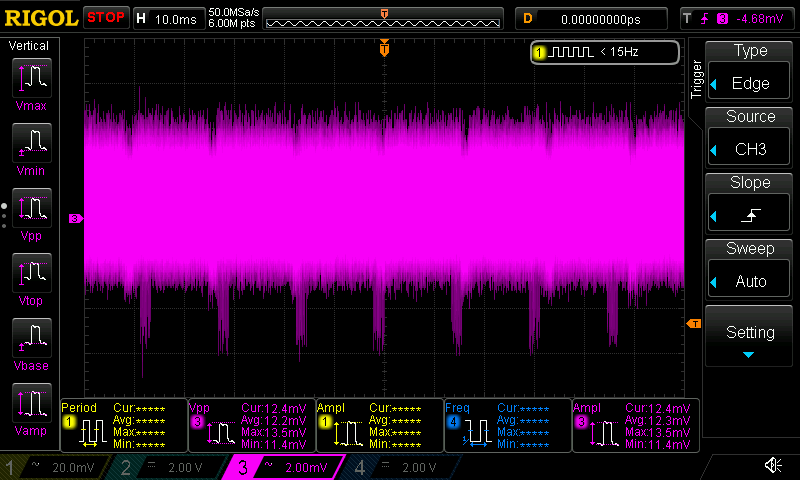 RIGOL STOP H 10.0ms 50.0MSa/s 6.00M pts T D 0.00000000ps T 3 -4.68mV
Vertical
Vmax
Vmin
Vpp
Vtop
Vbase
Vamp
T
1 < 15Hz
3
T
Trigger
Type
Edge
Source
CH3
Slope
Sweep
Auto
Setting
Period
1
Cur:*****
Avg:*****
Max:*****
Min:*****
Vpp
3
Cur:12.4mV
Avg:12.2mV
Max:13.5mV
Min:11.4mV
Ampl
1
Cur:*****
Avg:*****
Max:*****
Min:*****
Freq
4
Cur:*****
Avg:*****
Max:*****
Min:*****
Ampl
3
Cur:12.4mV
Avg:12.3mV
Max:13.5mV
Min:11.4mV
1 ~ 20.0mV 2 2.00 V 3 ~ 2.00mV 4 2.00 V